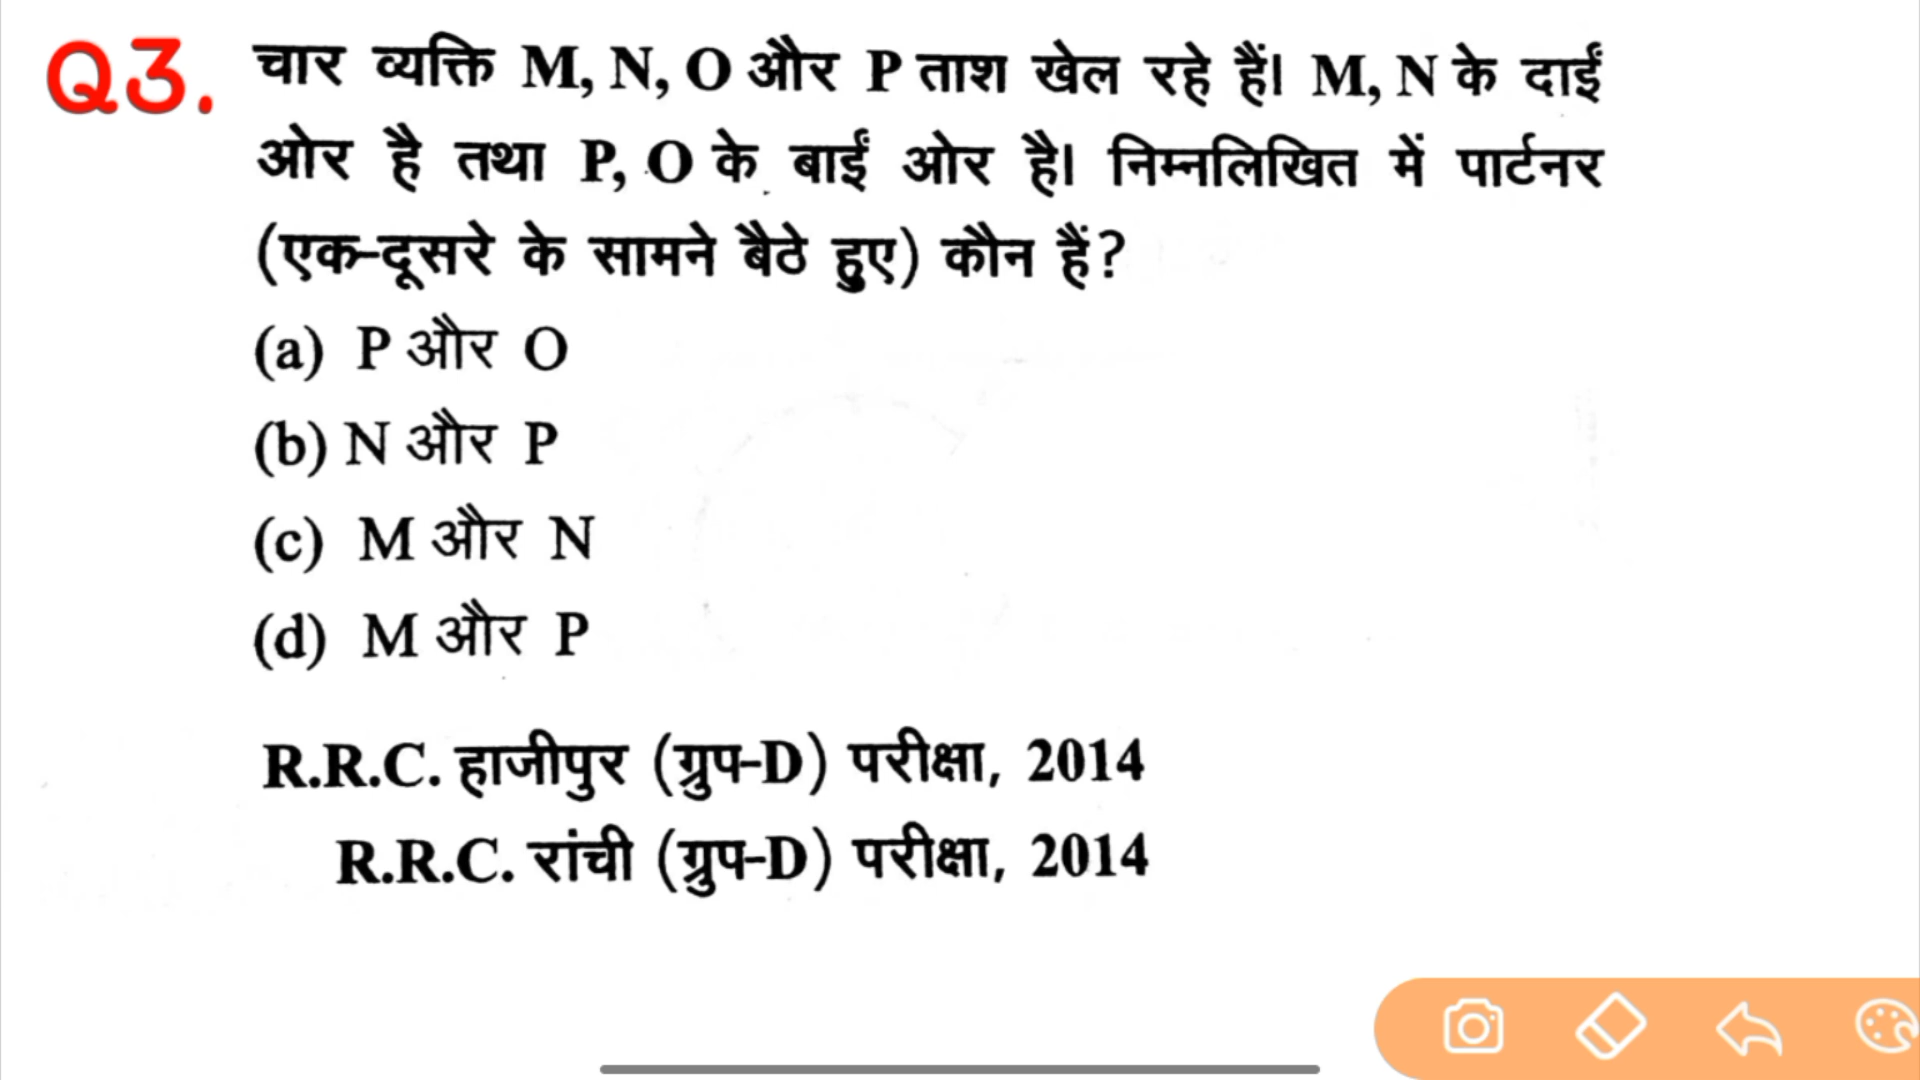 Q3. चार व्यक्ति M, N, O और P ताश खेल रहे हैं। M, N के दाईं
ओर है तथा P, O के बाईं ओर है। निम्नलिखित में पार्टनर
(एक-दूसरे के सामने बैठे हुए) कौन हैं?
(a) P और O
(b) N और P
(c) M और N
(d) M और P
R.R.C. हाजीपुर (ग्रुप-D) परीक्षा, 2014
R.R.C. रांची (ग्रुप-D) परीक्षा, 2014